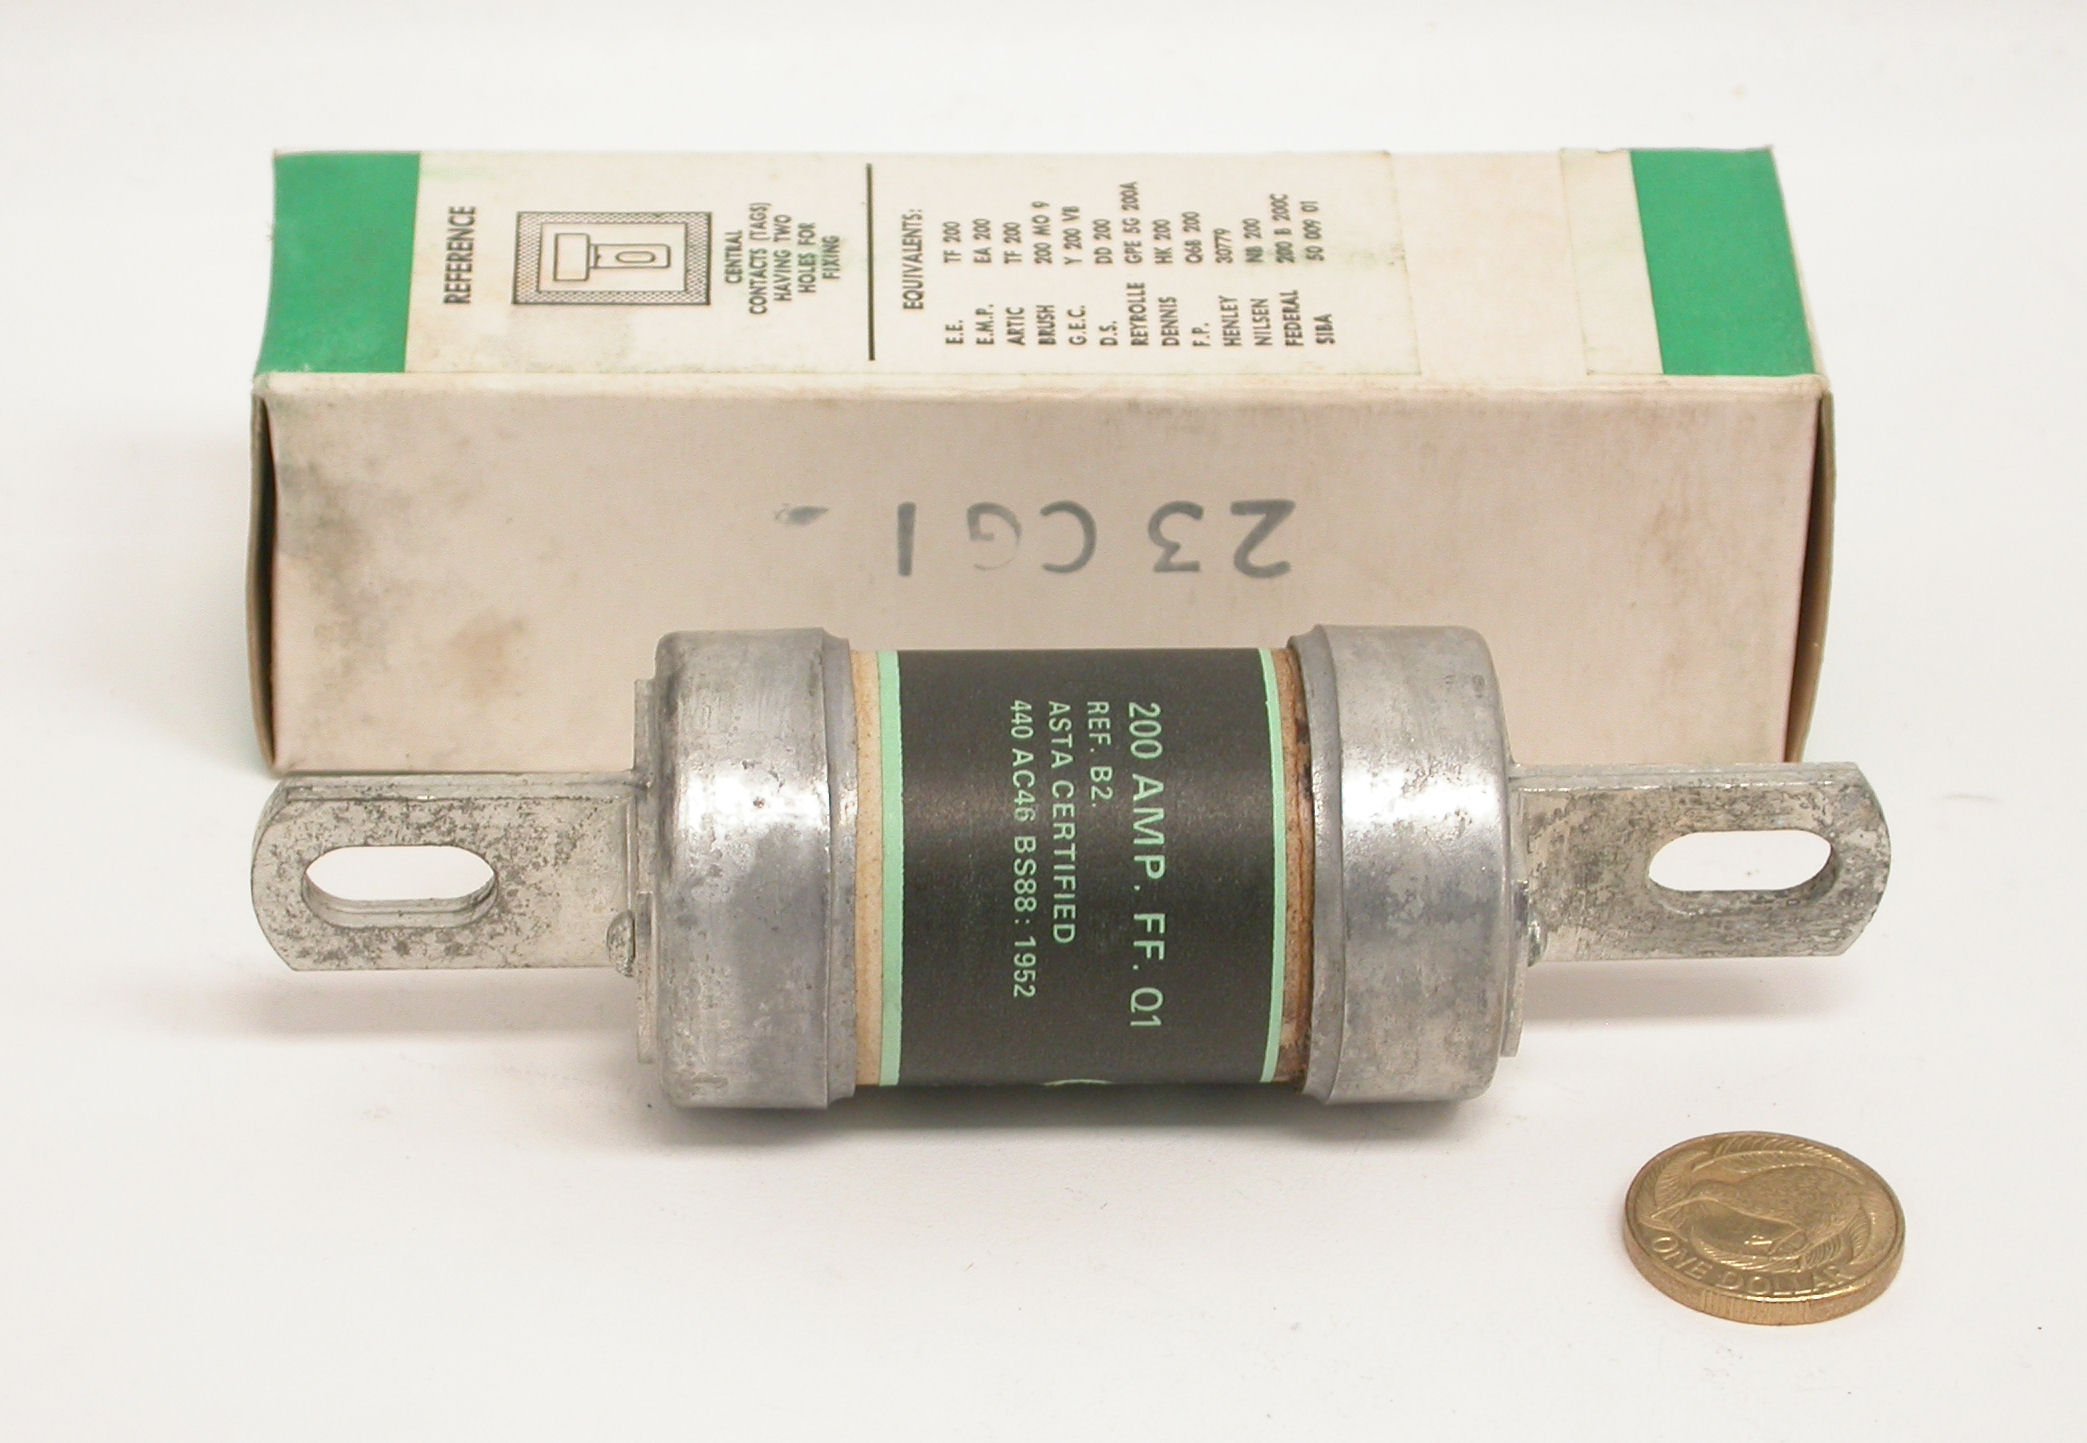 REFERENCE
CENTRAL
CONTACTS (TAGS)
HAVING TWO
HOLES FOR
FIXING
EQUIVALENTS:
E.E. TF 200
E.M.P. EA 200
ARTIC TF 200
BRUSH 200 MO 9
G.E.C. Y 200 VB
D.S. DD 200
REYROLLE GPE 5G 200A
DENNIS HK 200
F.P. O6B 200
HENLEY 30779
NILSEN NB 200
FEDERAL 200 B 200C
SIBA 50 009 01
23 CG1
200 AMP. FF. Q1
REF. B2.
ASTA CERTIFIED
440 AC46 BS88:1952
ONE DOLLAR